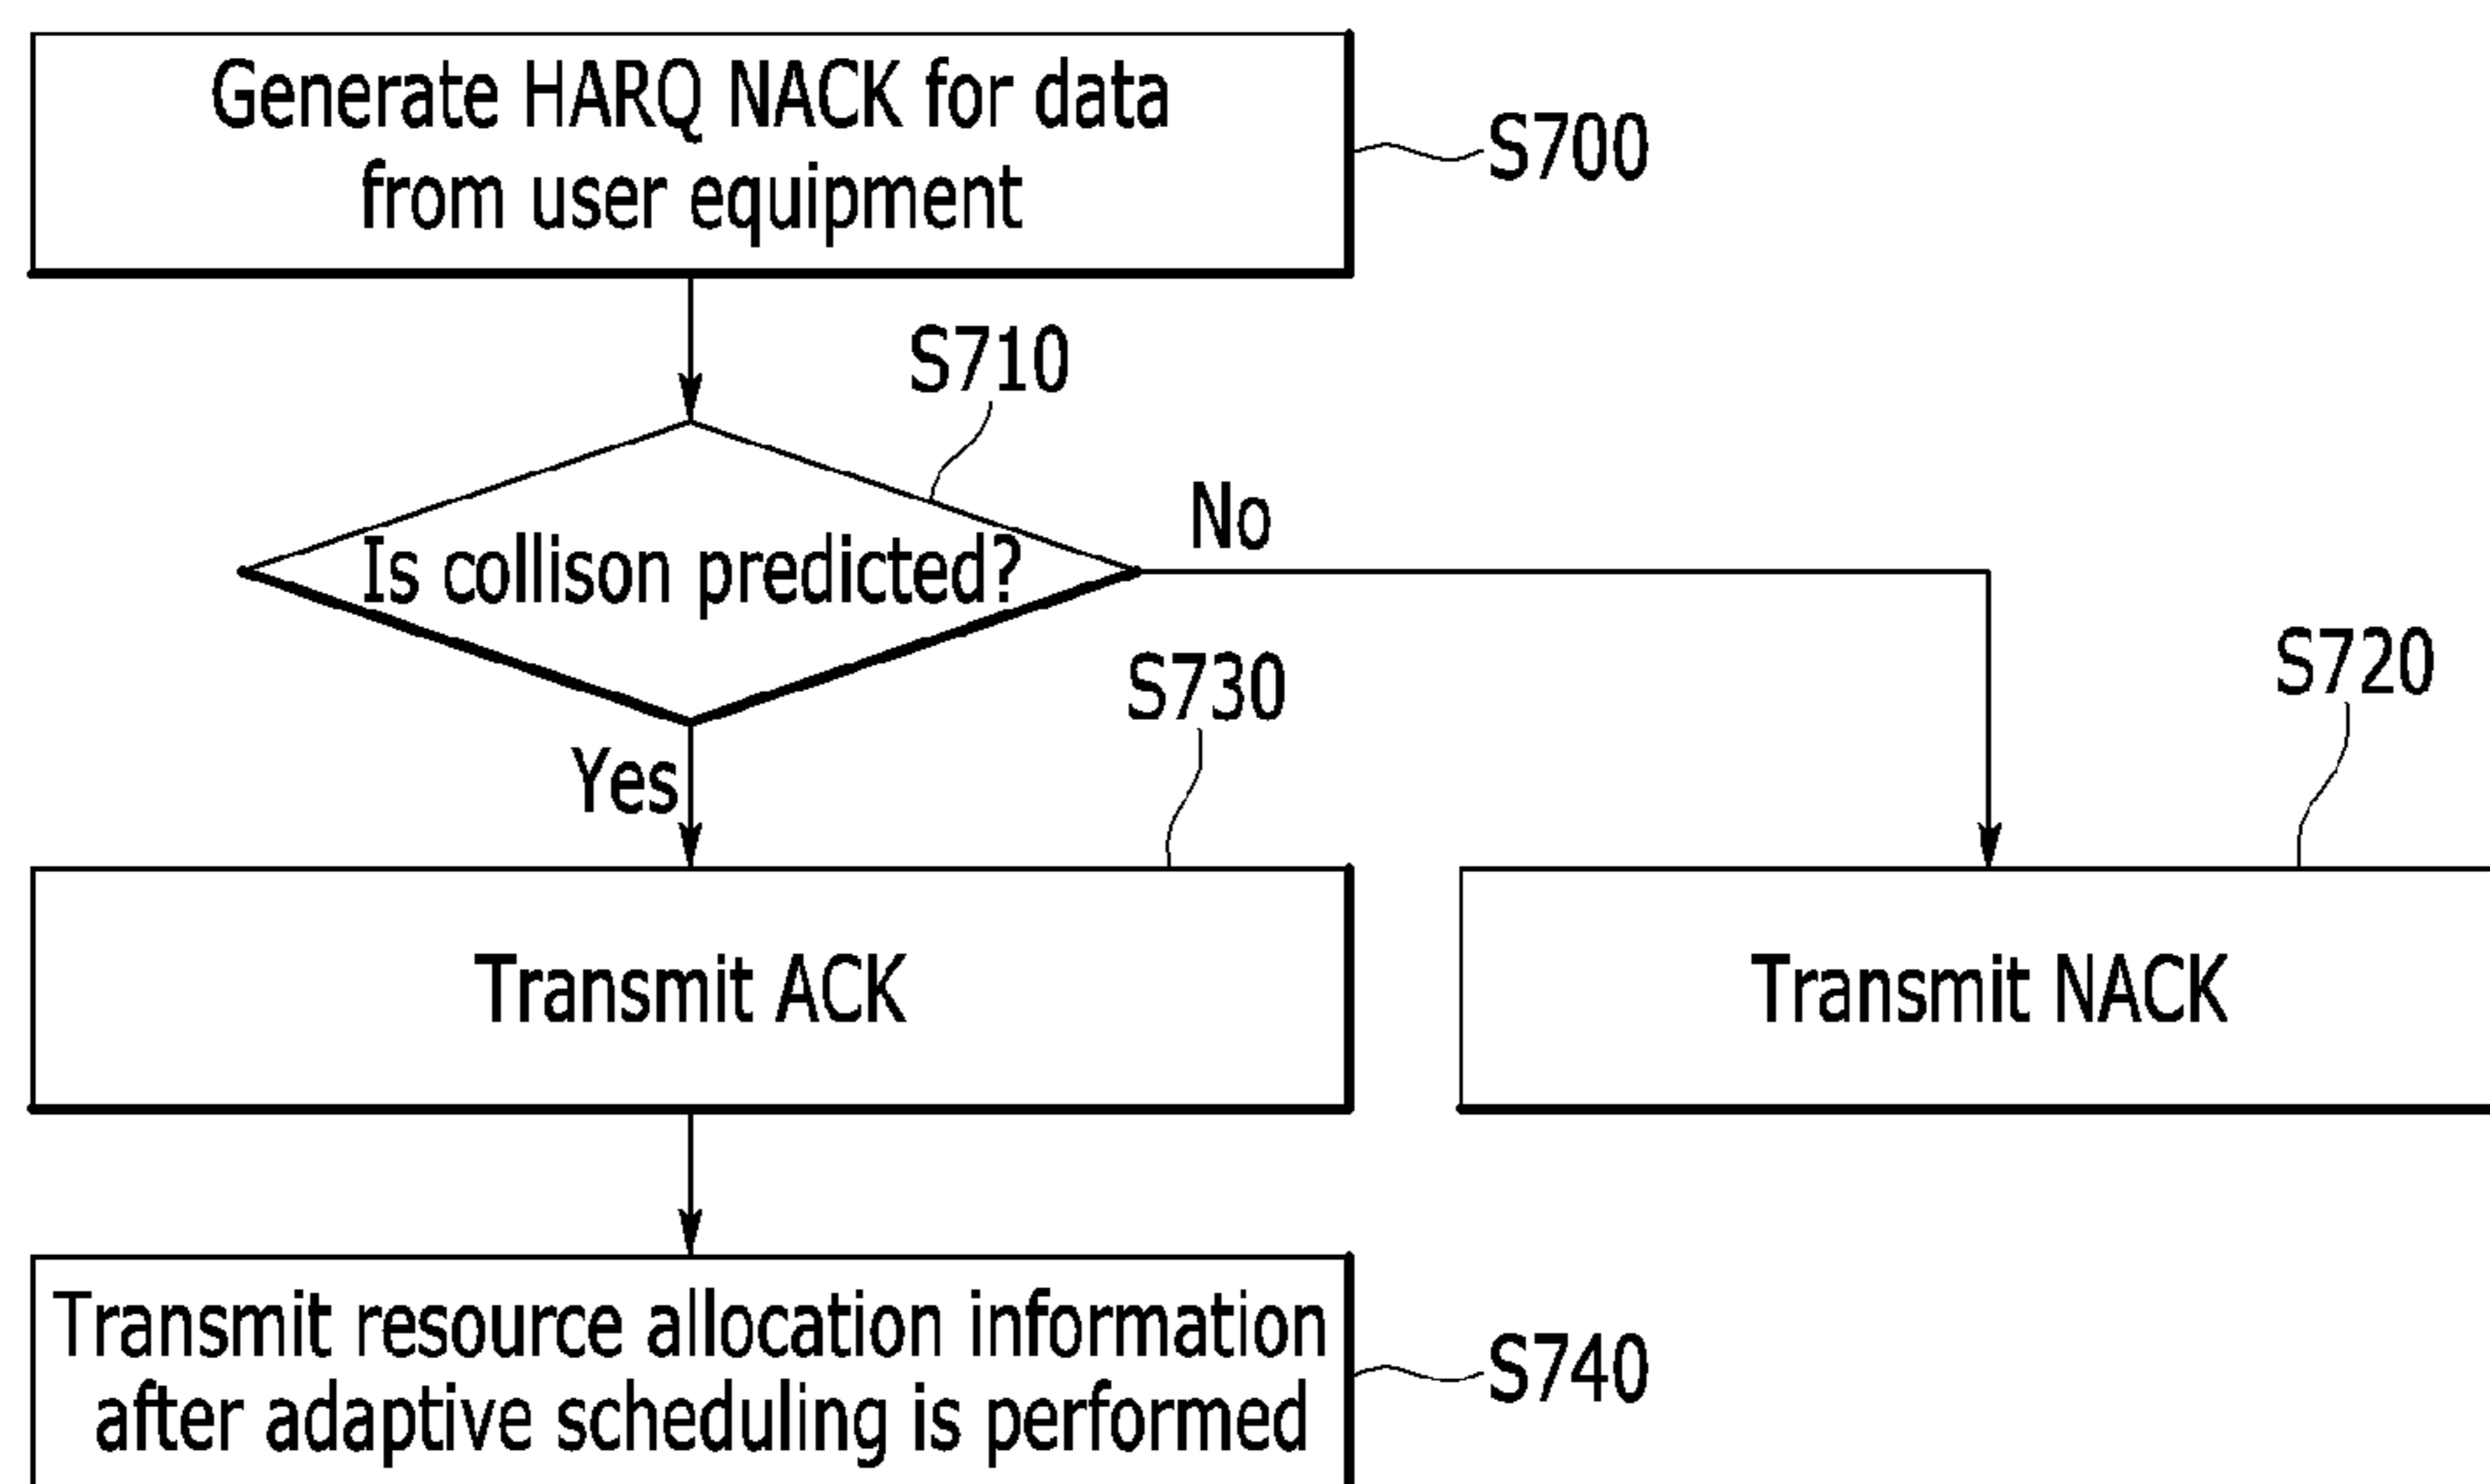 Generate HARQ NACK for data
from user equipment
S700
S710
Is collison predicted?
No
Yes
S730
S720
Transmit ACK
Transmit NACK
Transmit resource allocation information
after adaptive scheduling is performed
S740